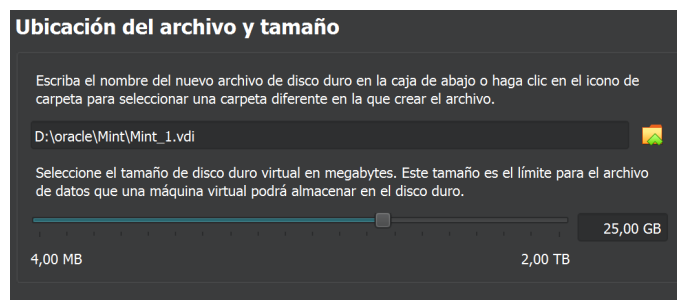 Ubicación del archivo y tamaño
Escriba el nombre del nuevo archivo de disco duro en la caja de abajo o haga clic en el icono de
carpeta para seleccionar una carpeta diferente en la que crear el archivo.
D:\oracle\Mint\Mint_1.vdi
Seleccione el tamaño de disco duro virtual en megabytes. Este tamaño es el límite para el archivo
de datos que una máquina virtual podrá almacenar en el disco duro.
25,00 GB
4,00 MB 2,00 TB